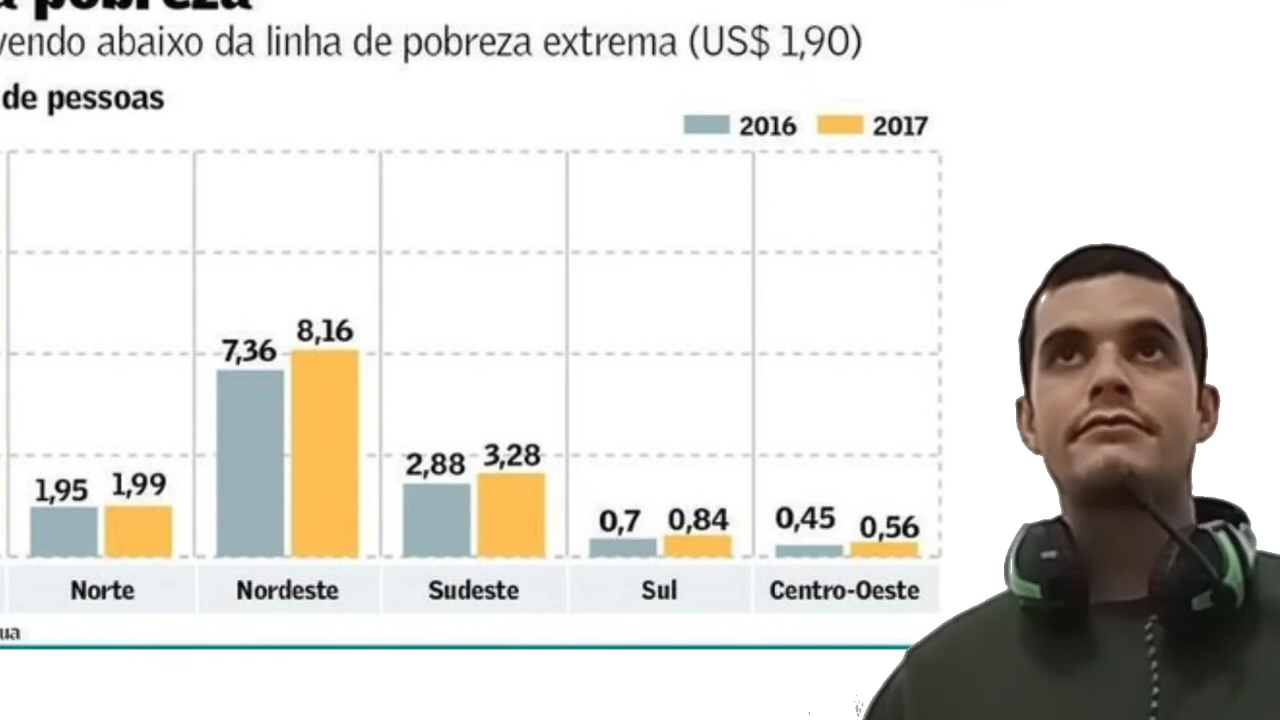 a pobreza
vendo abaixo da linha de pobreza extrema (US$ 1,90)
de pessoas
2016 2017
1,95 1,99 7,36 8,16 2,88 3,28 0,7 0,84 0,45 0,56
Norte Nordeste Sudeste Sul Centro-Oeste
ua